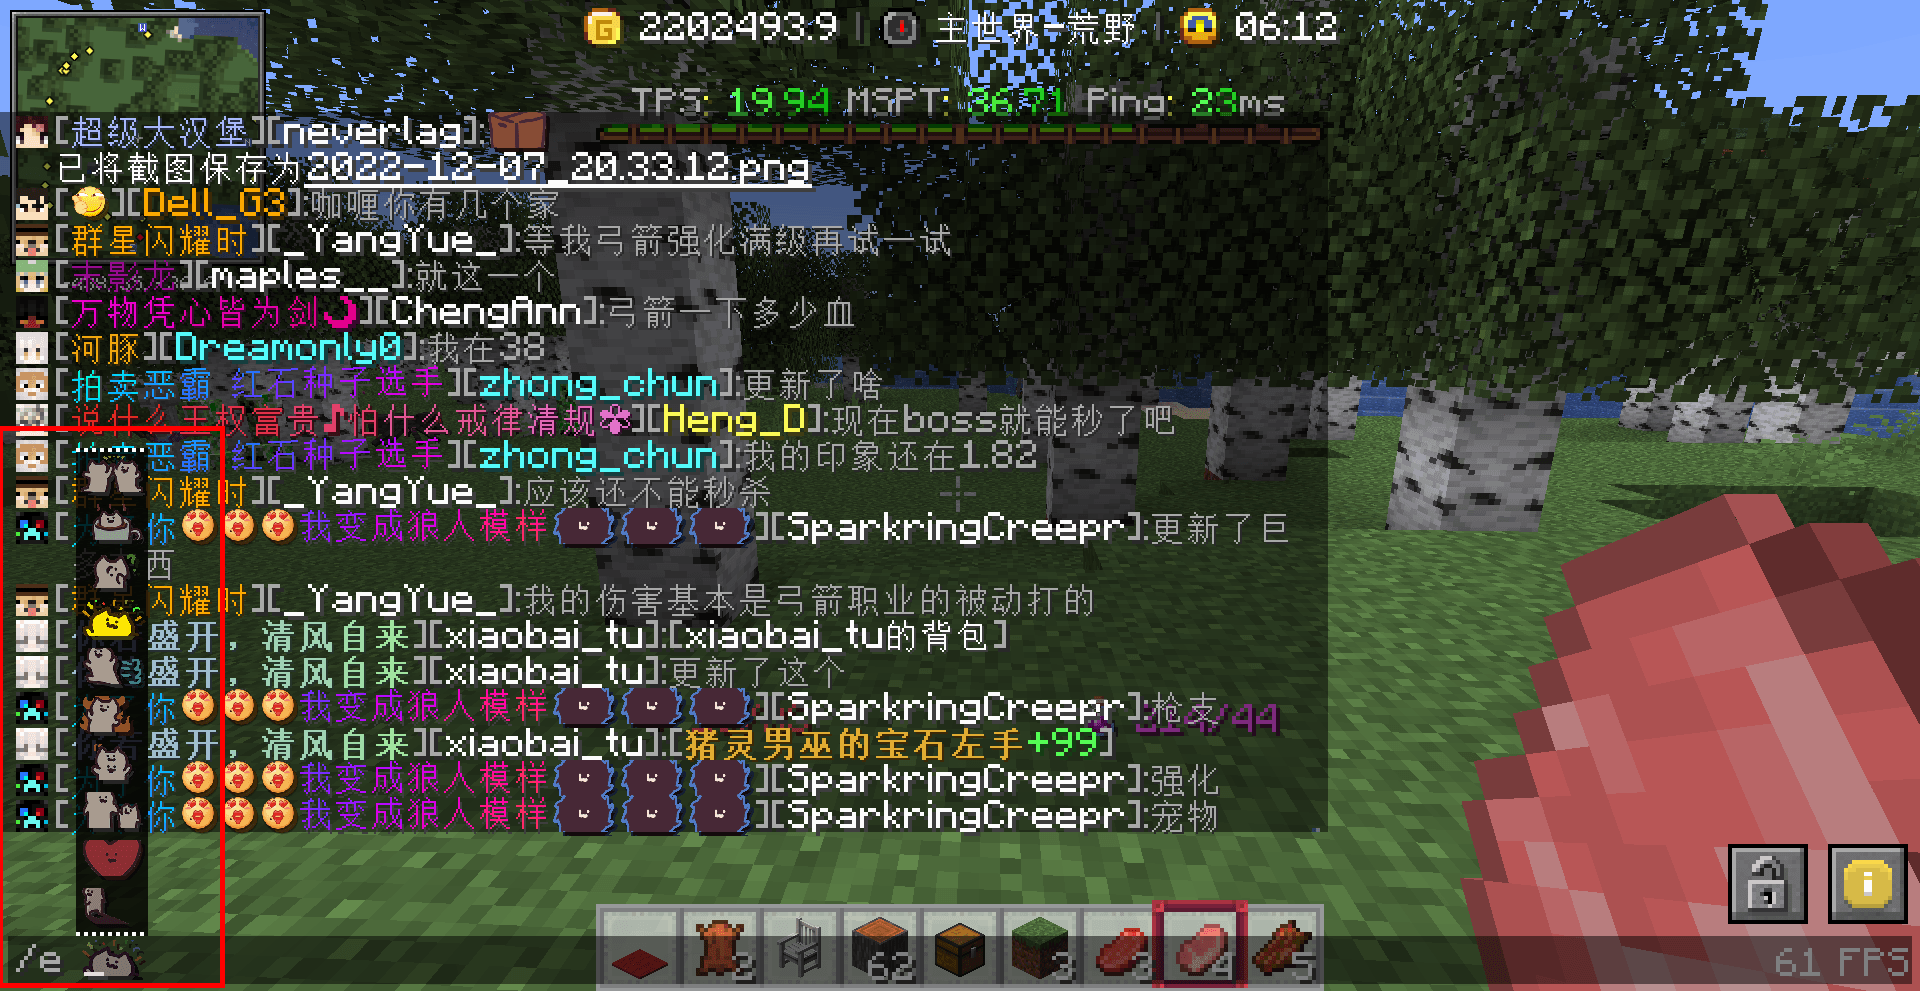 2202493.9 | 主世界-荒野 | 06:12
TPS: 19.94 MSPT: 36.71 Ping: 23ms
N
[超级大汉堡][neverlag]:
已将截图保存为2022-12-07_20.33.12.png
[][Dell_G3]:咖喱你有几个家
[群星闪耀时][_YangYue_]:等我弓箭强化满级再试一试
[末影龙][maples__]:就这一个
[万物凭心皆为剑][ChengAnn]:弓箭一下多少血
[河豚][Dreamonly0]:我在38
[拍卖恶霸 红石种子选手][zhong_chun]:更新了啥
[说什么王权富贵♪怕什么戒律清规][Heng_D]:现在boss就能秒了吧
恶霸 红石种子选手][zhong_chun]:我的印象还在1.82
闪耀时][_YangYue_]:应该还不能秒杀
[你我变成狼人模样][SparkringCreepr]:更新了巨
西
闪耀时][_YangYue_]:我的伤害基本是弓箭职业的被动打的
盛开，清风自来][xiaobai_tu]:[xiaobai_tu的背包]
盛开，清风自来][xiaobai_tu]:更新了这个
[你我变成狼人模样][SparkringCreepr]:枪支
盛开，清风自来][xiaobai_tu]:[猪灵男巫的宝石左手+99]
[你我变成狼人模样][SparkringCreepr]:强化
[你我变成狼人模样][SparkringCreepr]:宠物
/e _
2 62 3 3 4 5
61 FPS